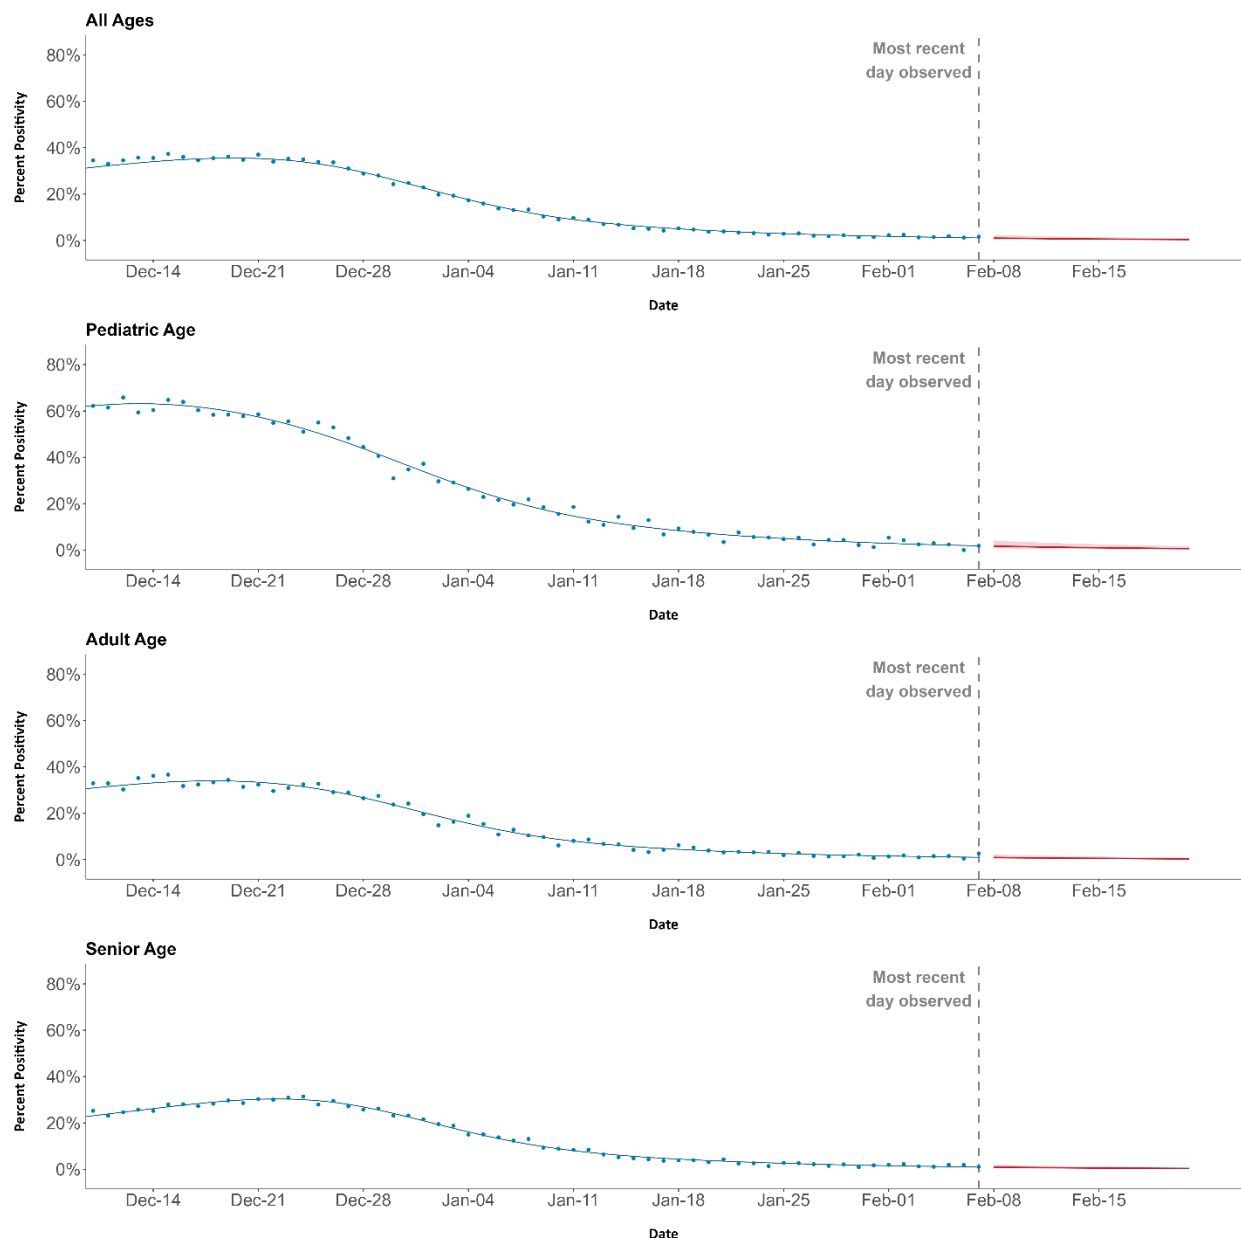 All Ages
Percent Positivity
80%
60%
40%
20%
0%
Most recent
day observed
Dec-14 Dec-21 Dec-28 Jan-04 Jan-11 Jan-18 Jan-25 Feb-01 Feb-08 Feb-15
Date
Pediatric Age
Percent Positivity
80%
60%
40%
20%
0%
Most recent
day observed
Dec-14 Dec-21 Dec-28 Jan-04 Jan-11 Jan-18 Jan-25 Feb-01 Feb-08 Feb-15
Date
Adult Age
Percent Positivity
80%
60%
40%
20%
0%
Most recent
day observed
Dec-14 Dec-21 Dec-28 Jan-04 Jan-11 Jan-18 Jan-25 Feb-01 Feb-08 Feb-15
Date
Senior Age
Percent Positivity
80%
60%
40%
20%
0%
Most recent
day observed
Dec-14 Dec-21 Dec-28 Jan-04 Jan-11 Jan-18 Jan-25 Feb-01 Feb-08 Feb-15
Date